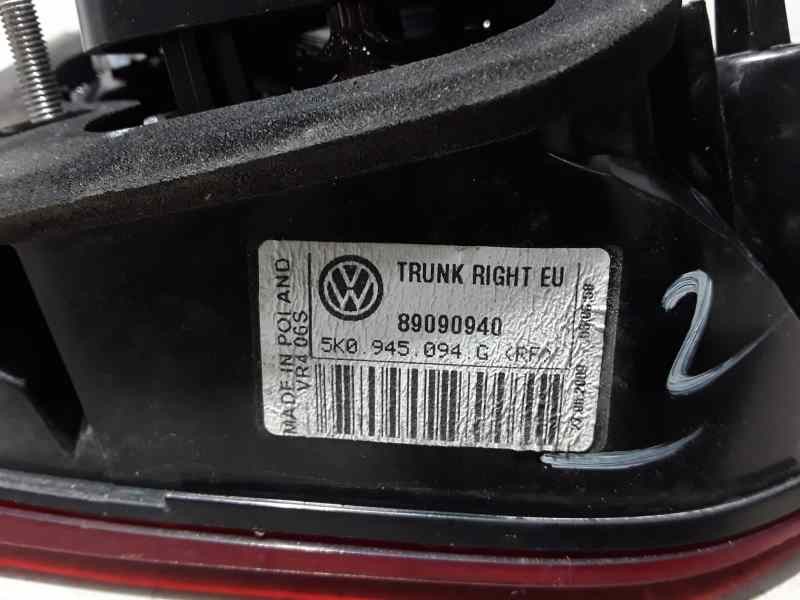 TRUNK RIGHT EU
89090940
5K0 945 094 G
MADE IN POLAND
VR4 06S
2